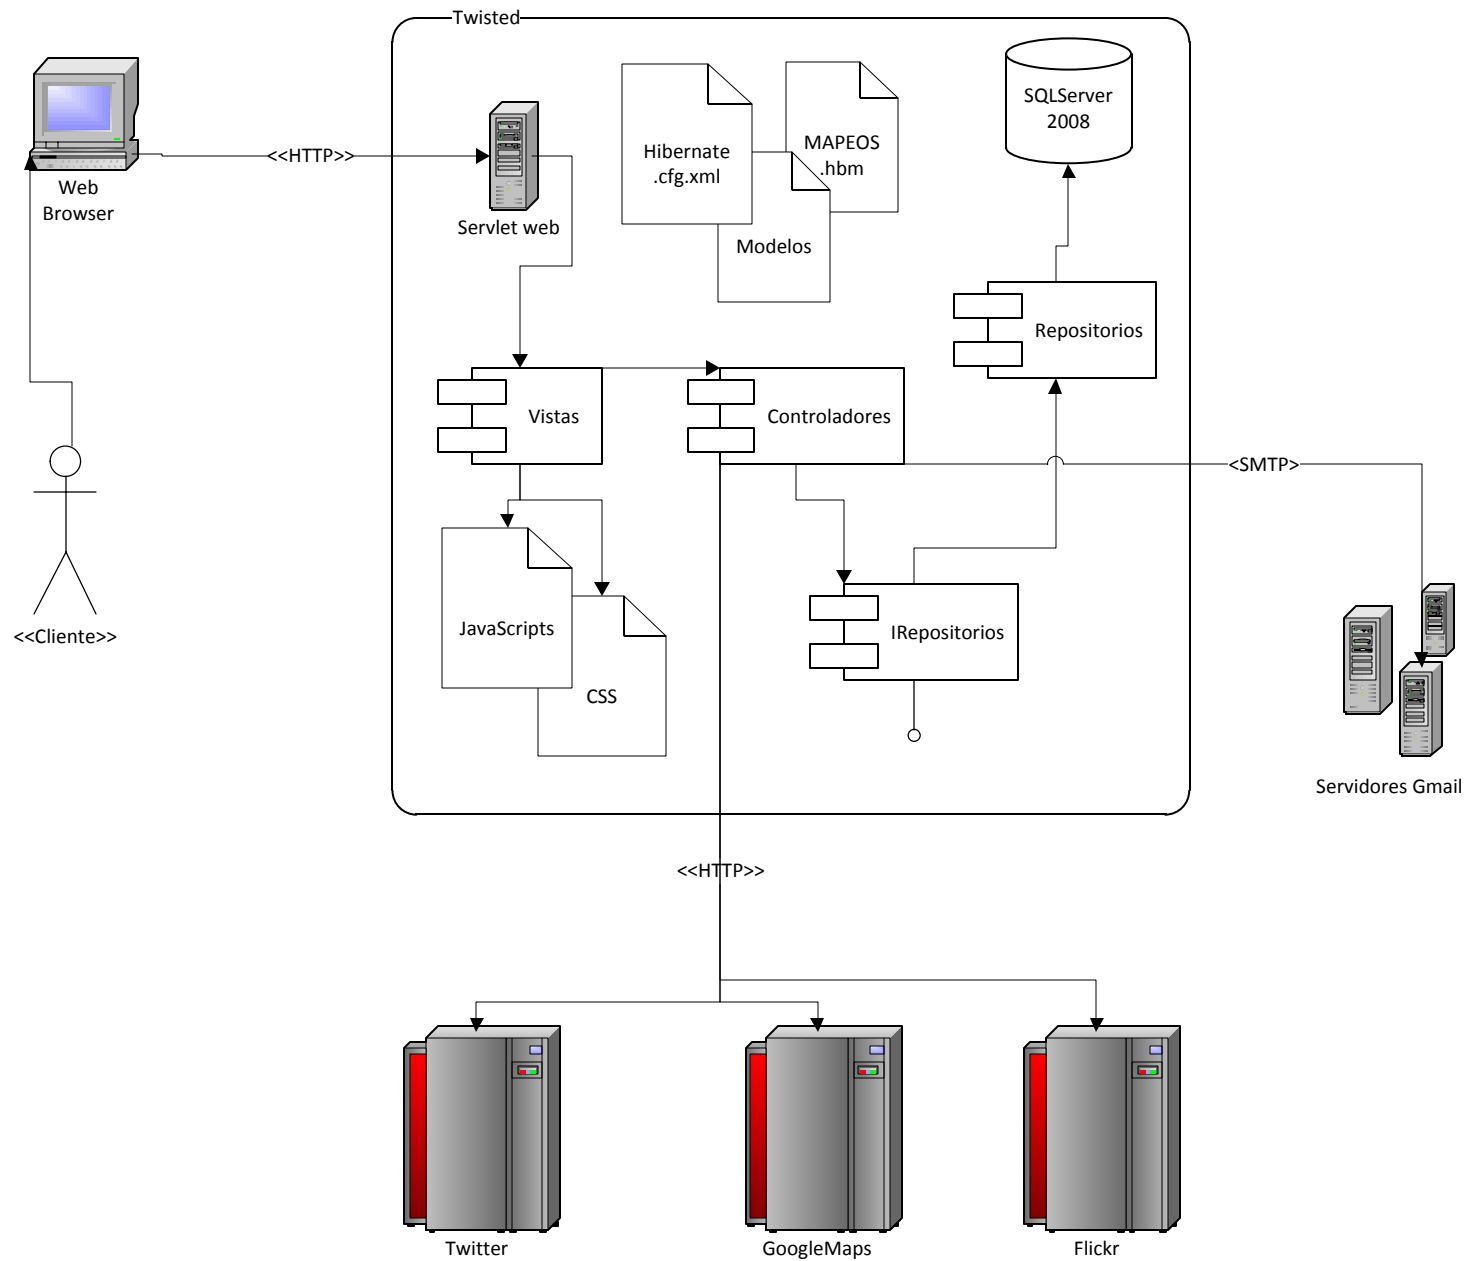 Twisted
SQLServer
2008
Hibernate
.cfg.xml
MAPEOS
.hbm
<<HTTP>>
Web
Browser
Servlet web
Modelos
Repositorios
Vistas
Controladores
<SMTP>
<<Cliente>>
JavaScripts
IRepositorios
CSS
Servidores Gmail
<<HTTP>>
Twitter
GoogleMaps
Flickr